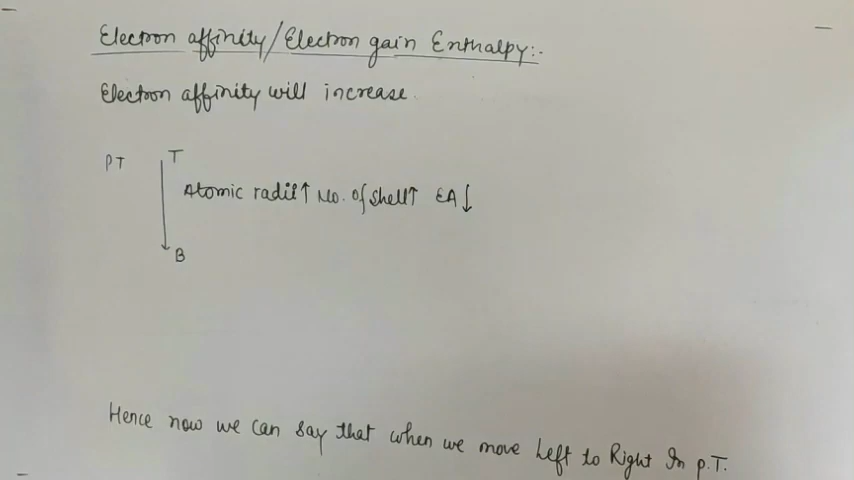 Electron affinity/Electron gain Enthalpy:-
Electron affinity will increase.
PT T
Atomic radii↑ No. of shell↑ EA↓
B
Hence now we can say that when we move Left to Right In p.T.